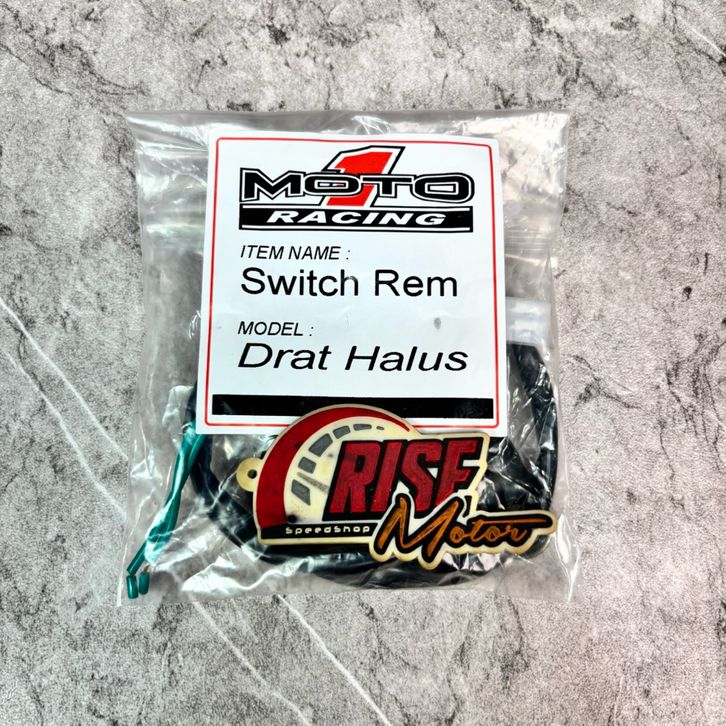 MOTO 1
RACING
ITEM NAME :
Switch Rem
MODEL :
Drat Halus
RISE
SpeedShop
Motor